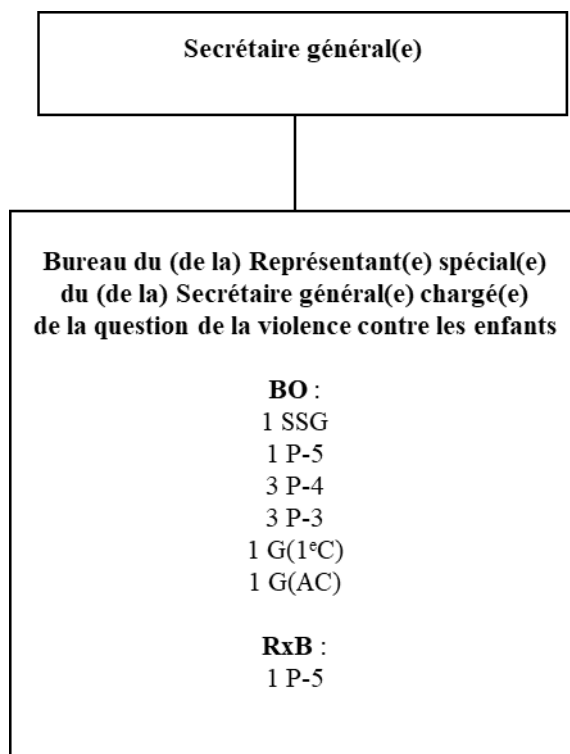 Secrétaire général(e)
Bureau du (de la) Représentant(e) spécial(e)
du (de la) Secrétaire général(e) chargé(e)
de la question de la violence contre les enfants
BO :
1 SSG
1 P-5
3 P-4
3 P-3
1 G(1ᵉC)
1 G(AC)
RxB :
1 P-5